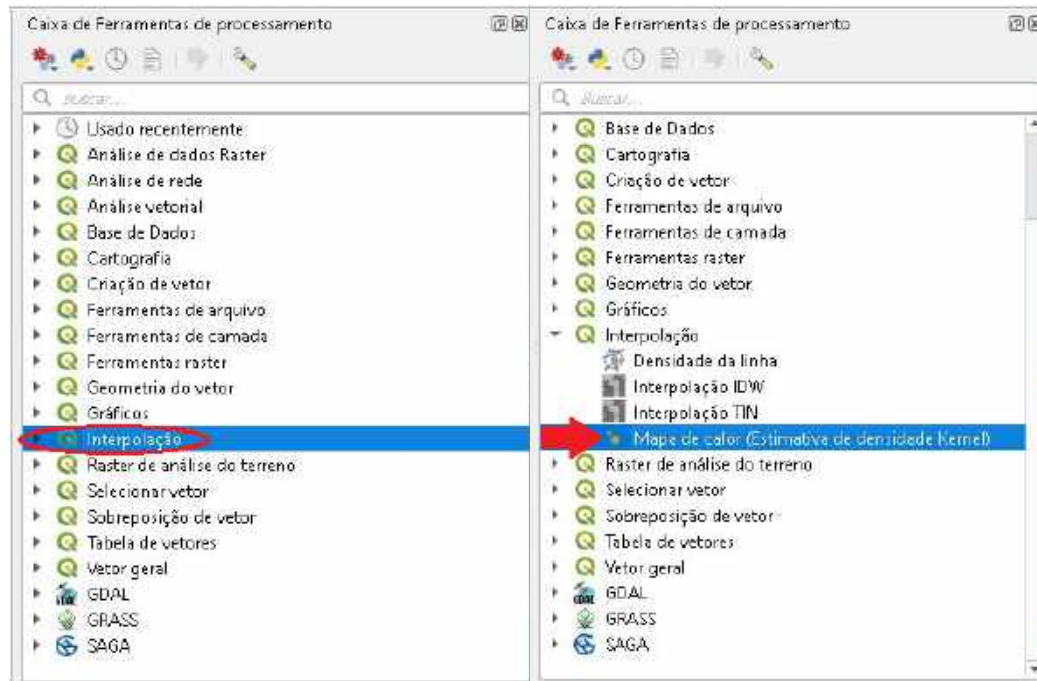 Caixa de Ferramentas de processamento
Buscar...
Usado recentemente
Análise de dados Raster
Análise de rede
Análise vetorial
Base de Dados
Cartografia
Criação de vetor
Ferramentas de arquivo
Ferramentas de camada
Ferramentas raster
Geometria do vetor
Gráficos
Interpolação
Raster de análise do terreno
Selecionar vetor
Sobreposição de vetor
Tabela de vetores
Vetor geral
GDAL
GRASS
SAGA
Caixa de Ferramentas de processamento
Buscar...
Base de Dados
Cartografia
Criação de vetor
Ferramentas de arquivo
Ferramentas de camada
Ferramentas raster
Geometria do vetor
Gráficos
Interpolação
Densidade da linha
Interpolação IDW
Interpolação TIN
Mapa de calor (Estimativa de densidade Kernel)
Raster de análise do terreno
Selecionar vetor
Sobreposição de vetor
Tabela de vetores
Vetor geral
GDAL
GRASS
SAGA